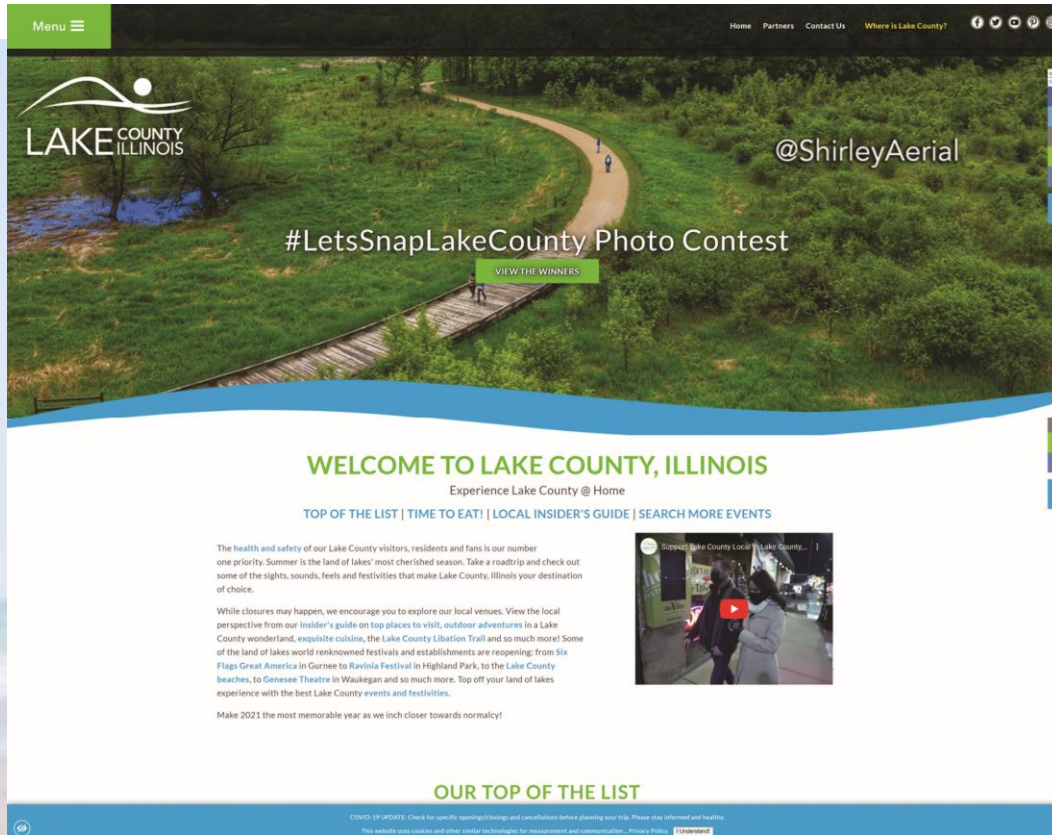 Menu
Home Partners Contact Us Where is Lake County?
LAKE COUNTY ILLINOIS
@ShirleyAerial
#LetsSnapLakeCounty Photo Contest
VIEW THE WINNERS
WELCOME TO LAKE COUNTY, ILLINOIS
Experience Lake County @ Home
TOP OF THE LIST | TIME TO EAT! | LOCAL INSIDER'S GUIDE | SEARCH MORE EVENTS
The health and safety of our Lake County visitors, residents and fans is our number
one priority. Summer is the land of lakes' most cherished season. Take a roadtrip and check out
some of the sights, sounds, feels and festivities that make Lake County, Illinois your destination
of choice.
While closures may happen, we encourage you to explore our local venues. View the local
perspective from our insider's guide on top places to visit, outdoor adventures in a Lake
County wonderland, exquisite cuisine, the Lake County Libation Trail and so much more! Some
of the land of lakes world renknowned festivals and establishments are reopening: from Six
Flags Great America in Gurnee to Ravinia Festival in Highland Park, to the Lake County
beaches, to Genesee Theatre in Waukegan and so much more. Top off your land of lakes
experience with the best Lake County events and festivities.
Make 2021 the most memorable year as we inch closer towards normalcy!
Support Lake County Local - Lake County,...
OUR TOP OF THE LIST
COVID-19 UPDATE: Check for specific openings/closings and cancellations before planning your trip. Please stay informed and healthy.
This website uses cookies and other similar technologies for measurement and communication... Privacy Policy. I Understand!